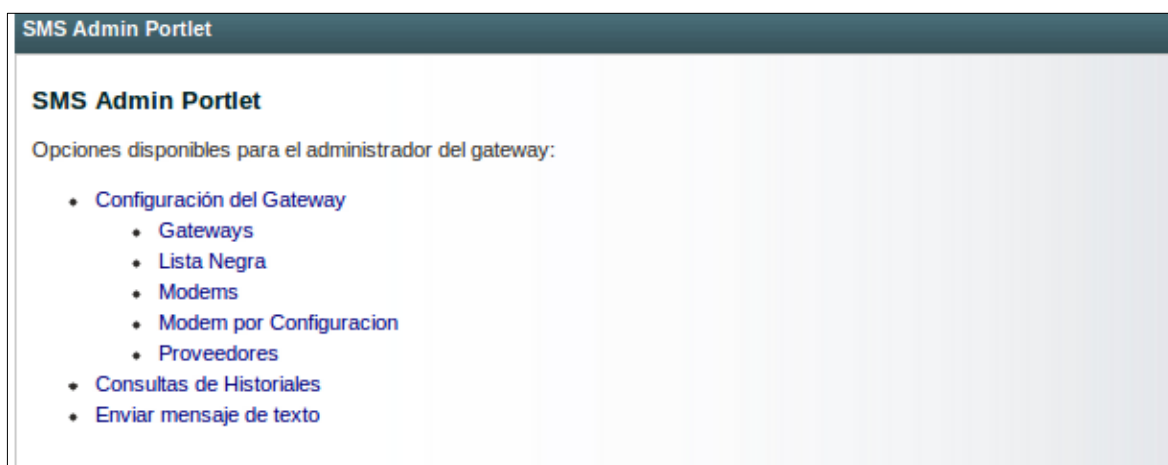 SMS Admin Portlet
SMS Admin Portlet
Opciones disponibles para el administrador del gateway:
Configuración del Gateway
Gateways
Lista Negra
Modems
Modem por Configuracion
Proveedores
Consultas de Historiales
Enviar mensaje de texto